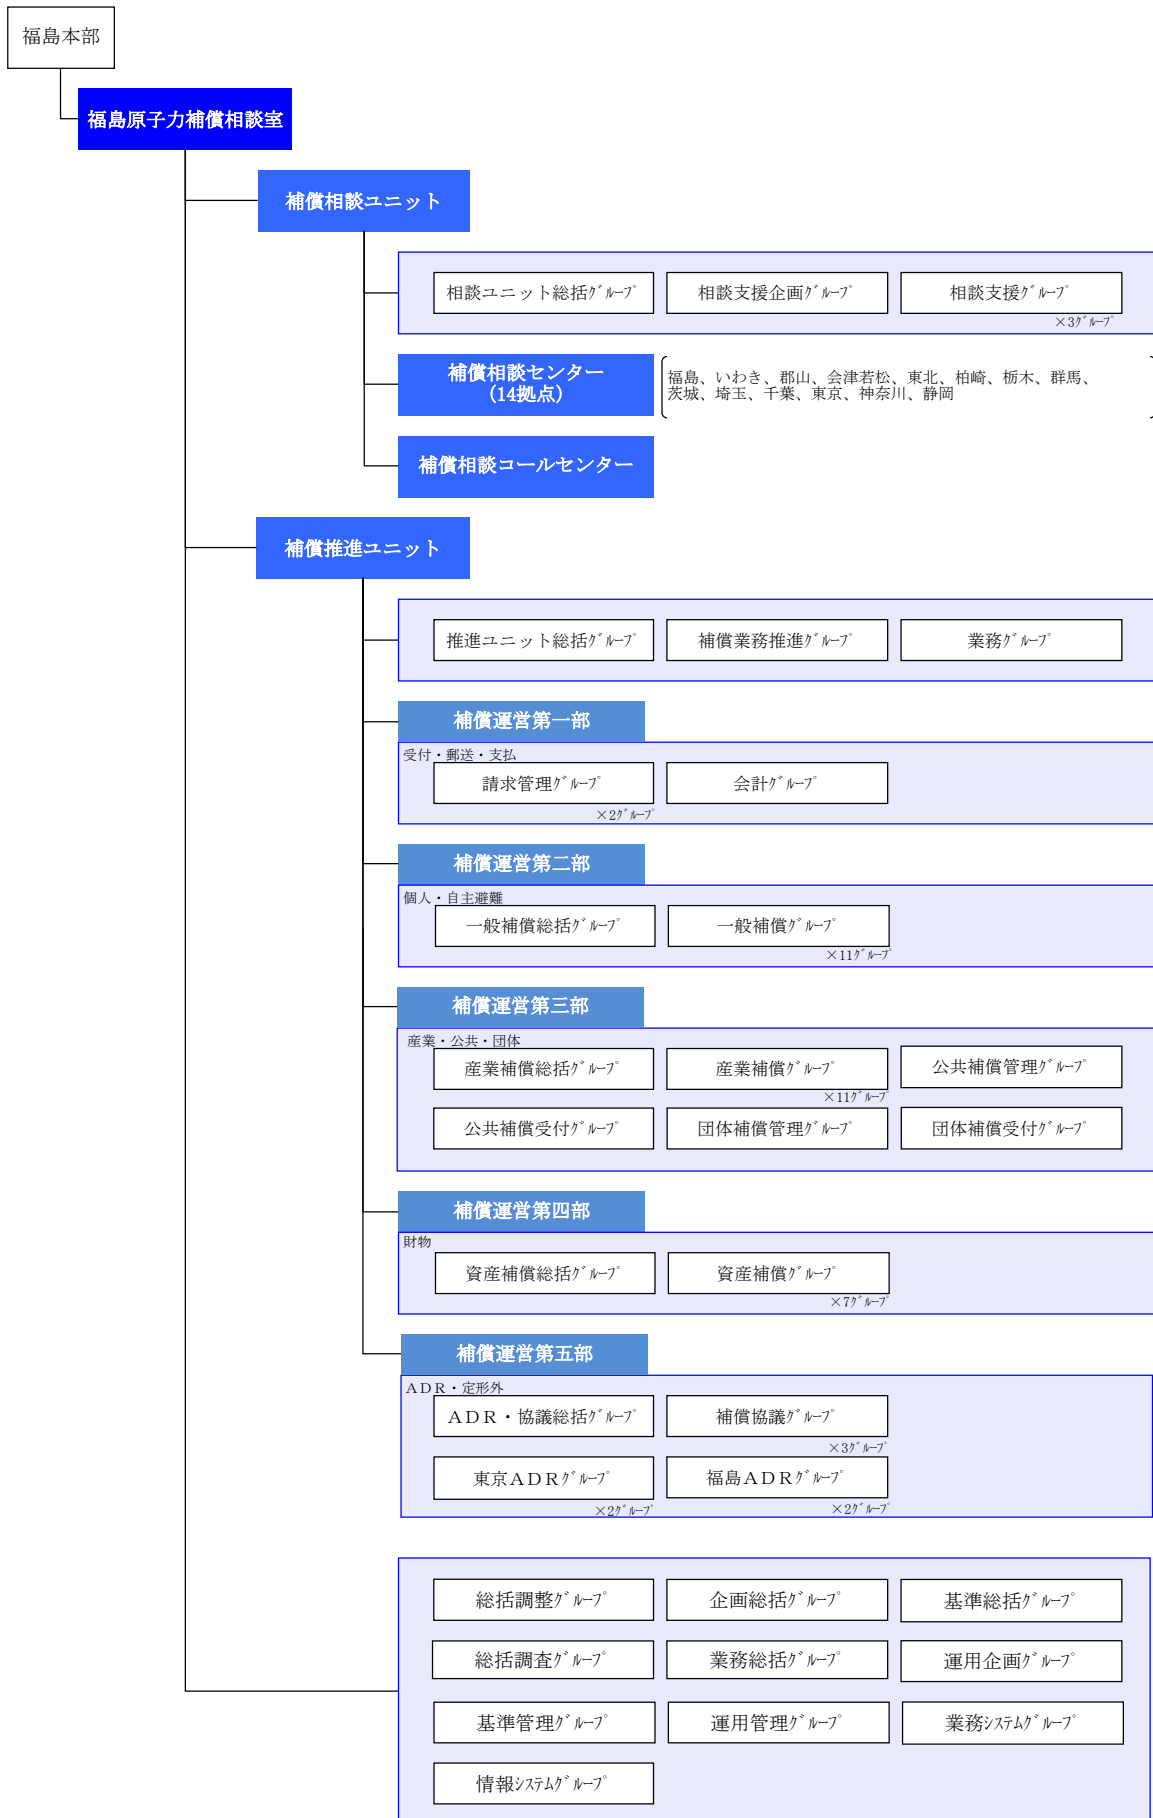 福島本部
福島原子力補償相談室
補償相談ユニット
相談ユニット総括ｸﾞﾙｰﾌﾟ
相談支援企画ｸﾞﾙｰﾌﾟ
相談支援ｸﾞﾙｰﾌﾟ
×3ｸﾞﾙｰﾌﾟ
補償相談センター
(14拠点)
福島、いわき、郡山、会津若松、東北、柏崎、栃木、群馬、
茨城、埼玉、千葉、東京、神奈川、静岡
補償相談コールセンター
補償推進ユニット
推進ユニット総括ｸﾞﾙｰﾌﾟ
補償業務推進ｸﾞﾙｰﾌﾟ
業務ｸﾞﾙｰﾌﾟ
補償運営第一部
受付・郵送・支払
請求管理ｸﾞﾙｰﾌﾟ
会計ｸﾞﾙｰﾌﾟ
×2ｸﾞﾙｰﾌﾟ
補償運営第二部
個人・自主避難
一般補償総括ｸﾞﾙｰﾌﾟ
一般補償ｸﾞﾙｰﾌﾟ
×11ｸﾞﾙｰﾌﾟ
補償運営第三部
産業・公共・団体
産業補償総括ｸﾞﾙｰﾌﾟ
産業補償ｸﾞﾙｰﾌﾟ
公共補償管理ｸﾞﾙｰﾌﾟ
×11ｸﾞﾙｰﾌﾟ
公共補償受付ｸﾞﾙｰﾌﾟ
団体補償管理ｸﾞﾙｰﾌﾟ
団体補償受付ｸﾞﾙｰﾌﾟ
補償運営第四部
財物
資産補償総括ｸﾞﾙｰﾌﾟ
資産補償ｸﾞﾙｰﾌﾟ
×7ｸﾞﾙｰﾌﾟ
補償運営第五部
ＡＤＲ・定形外
ＡＤＲ・協議総括ｸﾞﾙｰﾌﾟ
補償協議ｸﾞﾙｰﾌﾟ
×3ｸﾞﾙｰﾌﾟ
東京ＡＤＲｸﾞﾙｰﾌﾟ
福島ＡＤＲｸﾞﾙｰﾌﾟ
×2ｸﾞﾙｰﾌﾟ
×2ｸﾞﾙｰﾌﾟ
総括調整ｸﾞﾙｰﾌﾟ
企画総括ｸﾞﾙｰﾌﾟ
基準総括ｸﾞﾙｰﾌﾟ
総括調査ｸﾞﾙｰﾌﾟ
業務総括ｸﾞﾙｰﾌﾟ
運用企画ｸﾞﾙｰﾌﾟ
基準管理ｸﾞﾙｰﾌﾟ
運用管理ｸﾞﾙｰﾌﾟ
業務ｼｽﾃﾑｸﾞﾙｰﾌﾟ
情報ｼｽﾃﾑｸﾞﾙｰﾌﾟ